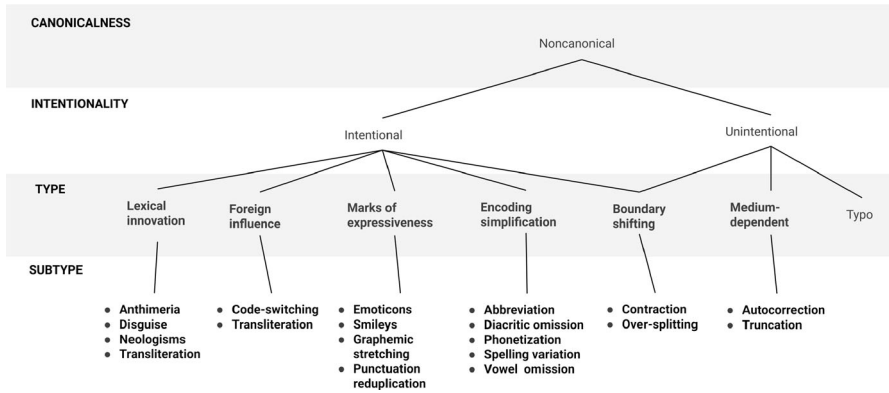 CANONICALNESS
Noncanonical
INTENTIONALITY
Intentional
Unintentional
TYPE
Lexical
innovation
Foreign
influence
Marks of
expressiveness
Encoding
simplification
Boundary
shifting
Medium-
dependent
Typo
SUBTYPE
● Anthimeria
● Disguise
● Neologisms
● Transliteration
● Code-switching
● Transliteration
● Emoticons
● Smileys
● Graphemic
stretching
● Punctuation
reduplication
● Abbreviation
● Diacritic omission
● Phonetization
● Spelling variation
● Vowel omission
● Contraction
● Over-splitting
● Autocorrection
● Truncation